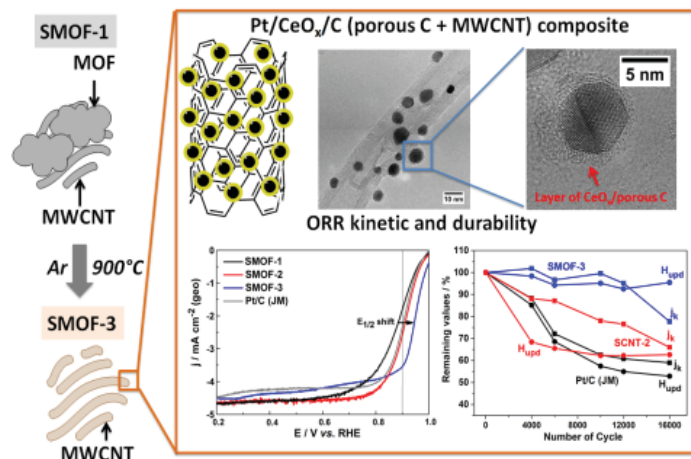 SMOF-1
MOF
MWCNT
Ar 900°C
SMOF-3
MWCNT
Pt/CeOx/C (porous C + MWCNT) composite
10 nm
5 nm
Layer of CeOx/porous C
ORR kinetic and durability
j / mA cm-2 (geo)
0
-1
-2
-3
-4
-5
SMOF-1
SMOF-2
SMOF-3
Pt/C (JM)
E1/2 shift
0.2 0.4 0.6 0.8 1.0
E / V vs. RHE
Remaining values / %
110
100
90
80
70
60
50
40
SMOF-3
Hupd
jk
SCNT-2
jk
Hupd
jk
Pt/C (JM)
Hupd
0 4000 8000 12000 16000
Number of Cycle